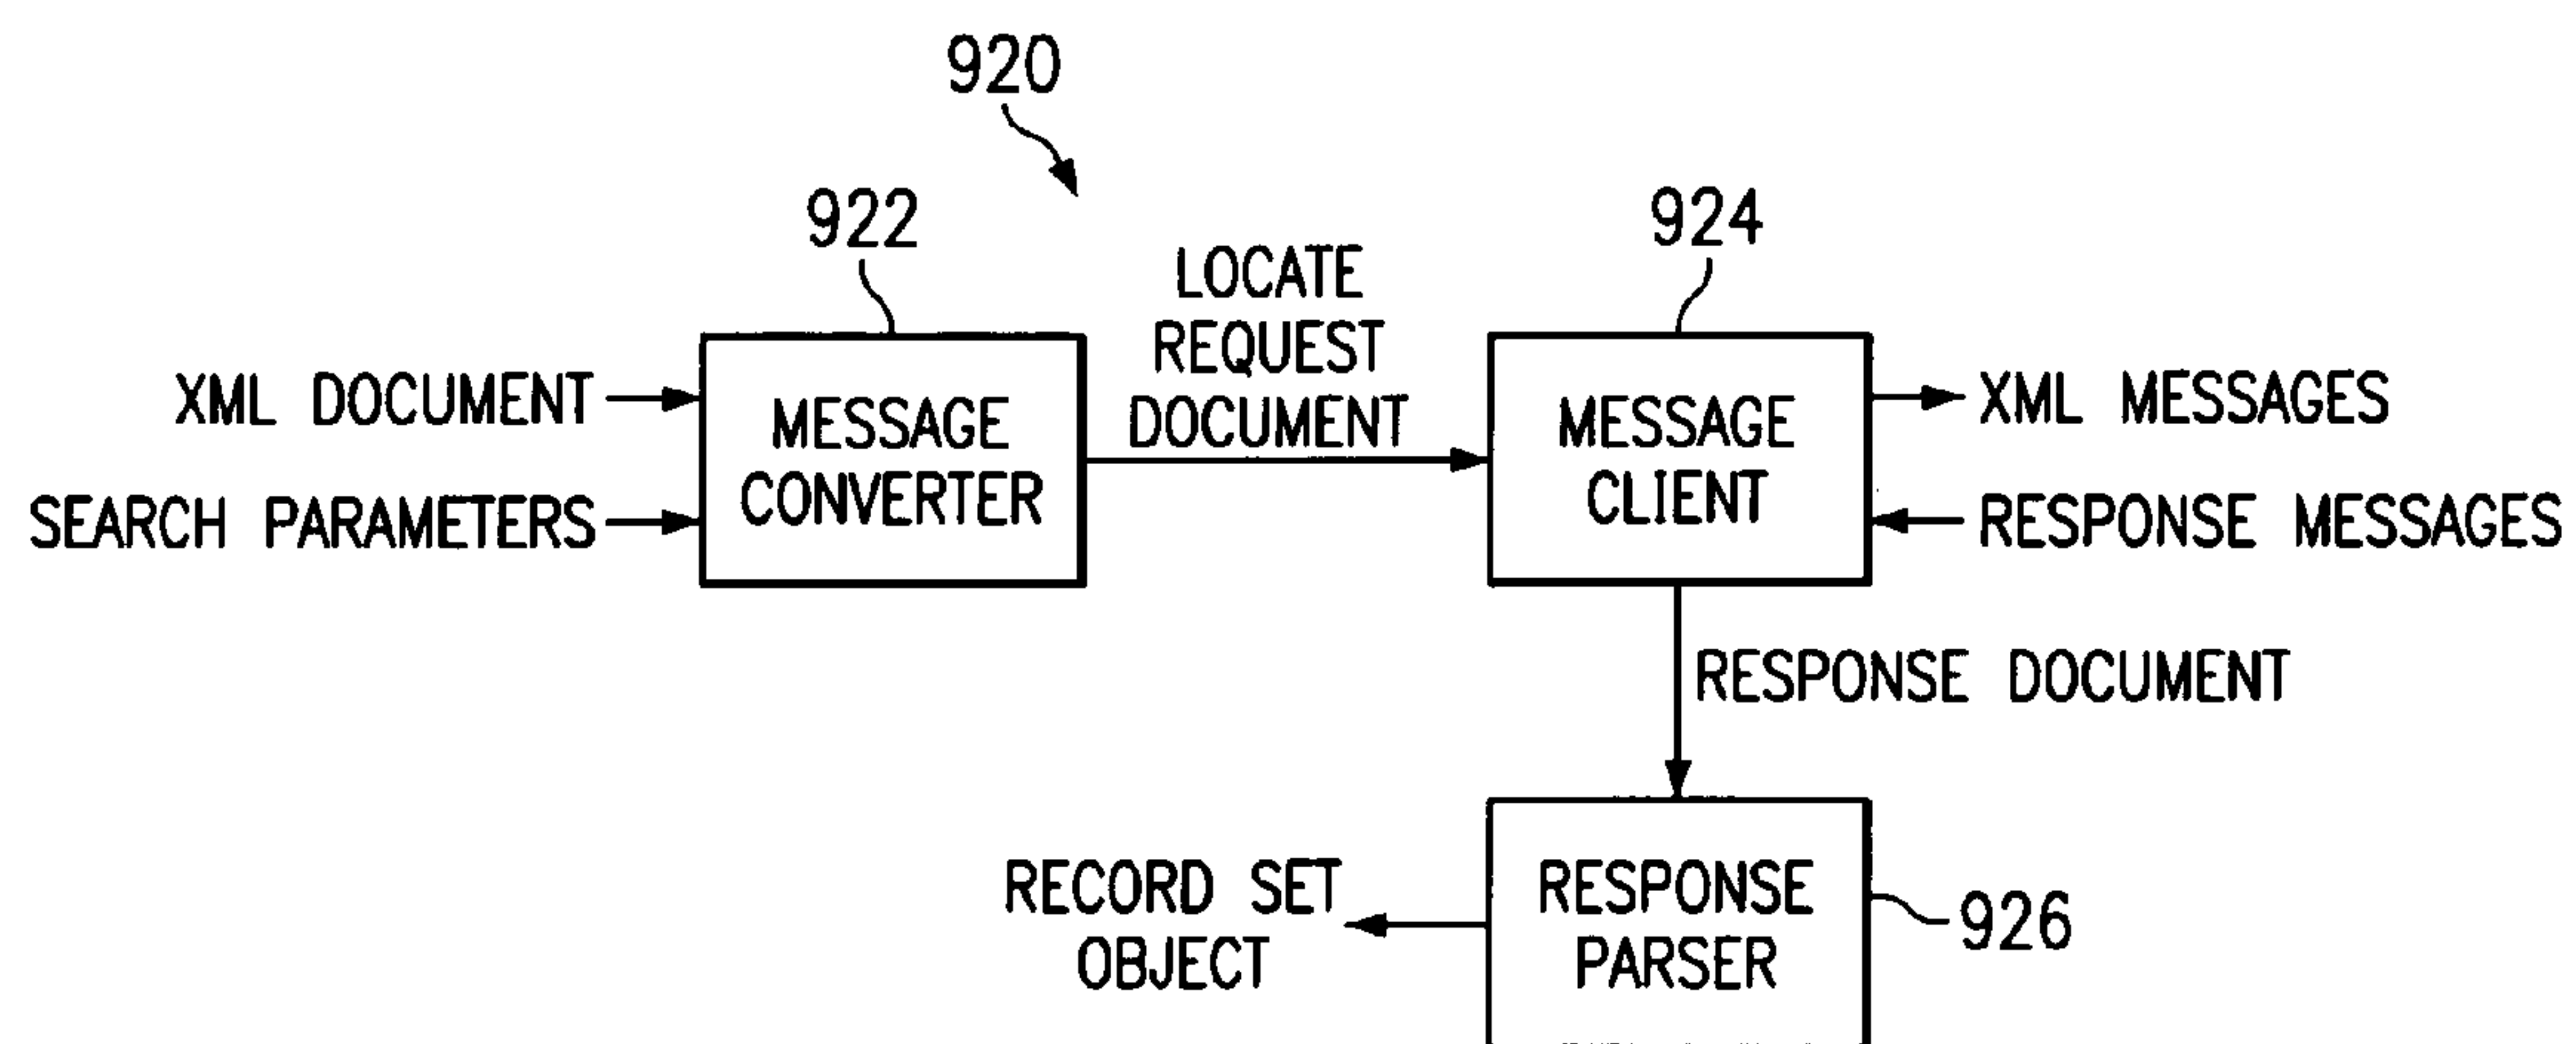 920
922
924
LOCATE
REQUEST
DOCUMENT
XML DOCUMENT
SEARCH PARAMETERS
MESSAGE
CONVERTER
MESSAGE
CLIENT
XML MESSAGES
RESPONSE MESSAGES
RESPONSE DOCUMENT
RECORD SET
OBJECT
RESPONSE
PARSER
926